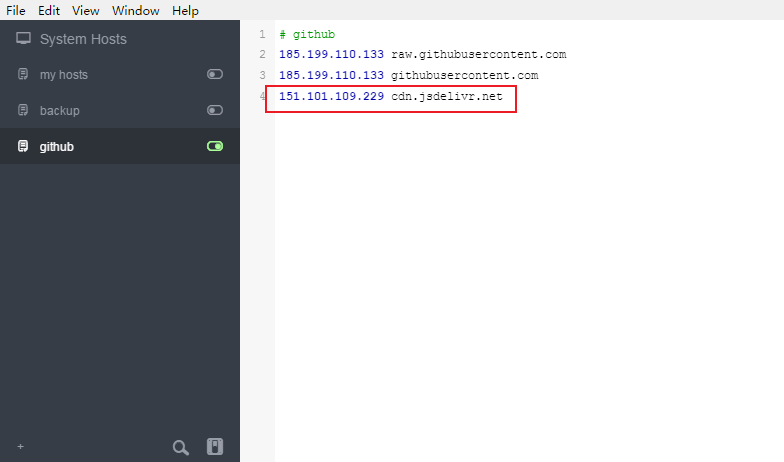 File Edit View Window Help
System Hosts
my hosts
backup
github
+
1 # github
2 185.199.110.133 raw.githubusercontent.com
3 185.199.110.133 githubusercontent.com
4 151.101.109.229 cdn.jsdelivr.net